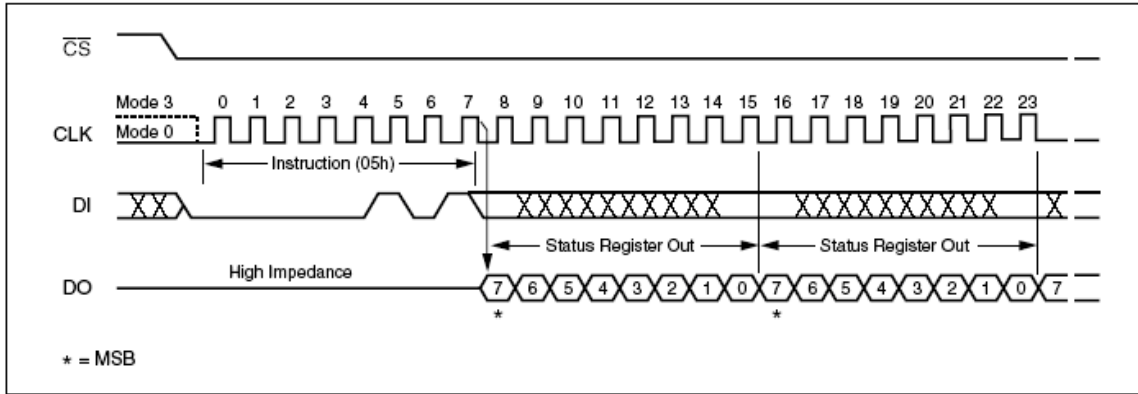 CS
Mode 3 0 1 2 3 4 5 6 7 8 9 10 11 12 13 14 15 16 17 18 19 20 21 22 23
CLK Mode 0
Instruction (05h)
DI
Status Register Out Status Register Out
High Impedance
DO 7 6 5 4 3 2 1 0 7 6 5 4 3 2 1 0 7
* *
* = MSB